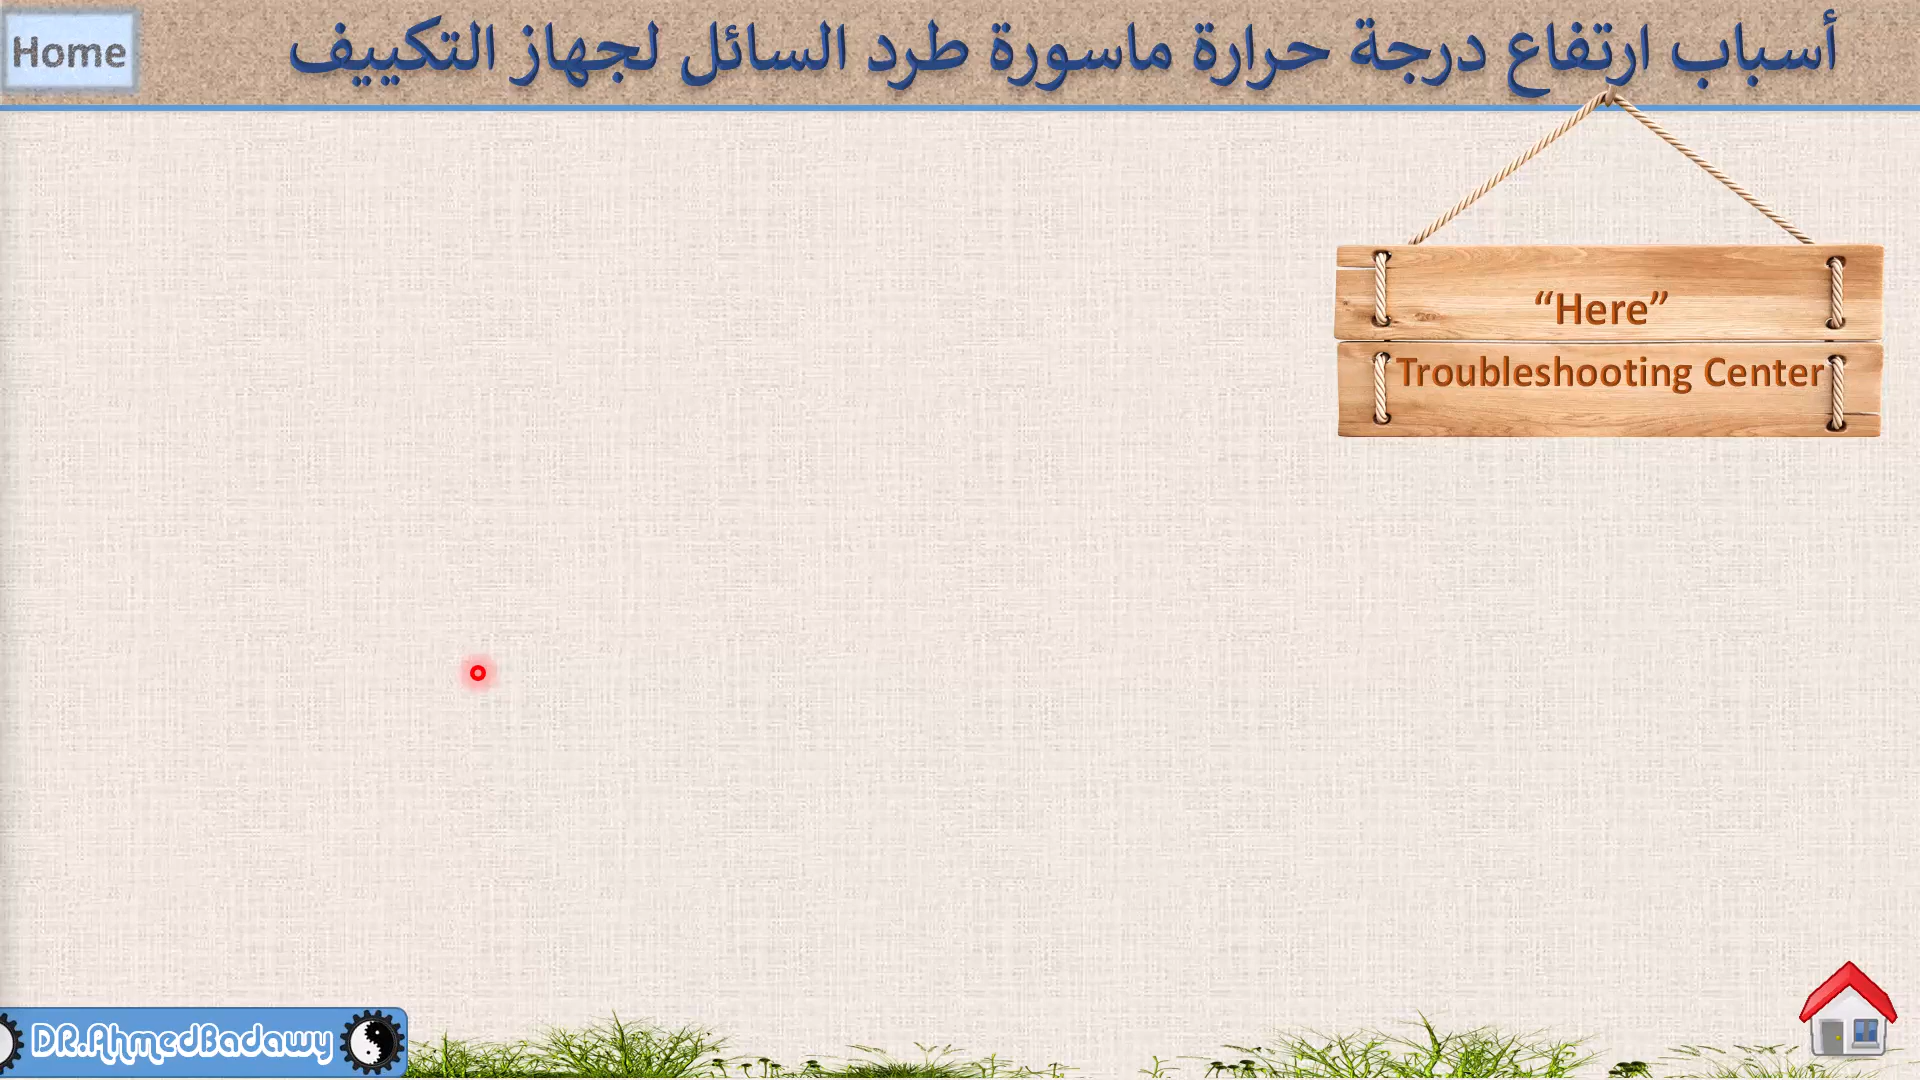 Home
أسباب ارتفاع درجة حرارة ماسورة طرد السائل لجهاز التكييف
“Here”
Troubleshooting Center
DR.AhmedBadawy